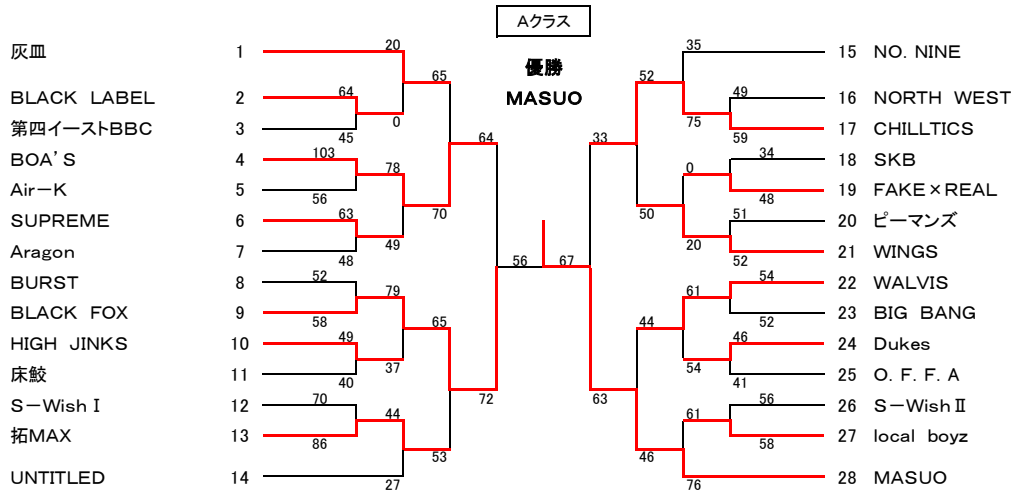 Aクラス
優勝
MASUO
灰皿 1 20
65
BLACK LABEL 2 64
0
第四イーストBBC 3 45
64
BOA'S 4 103
78
Air-K 5 56
70
SUPREME 6 63
49
Aragon 7 48
56
BURST 8 52
79
BLACK FOX 9 58
65
HIGH JINKS 10 49
37
床鮫 11 40
72
S-Wish I 12 70
44
拓MAX 13 86
53
UNTITLED 14 27
35 15 NO. NINE
52
49 16 NORTH WEST
75
59 17 CHILLTICS
33
34 18 SKB
0
48 19 FAKE×REAL
50
51 20 ピーマンズ
20
52 21 WINGS
67
54 22 WALVIS
61
52 23 BIG BANG
44
46 24 Dukes
54
41 25 O. F. F. A
63
56 26 S-Wish Ⅱ
61
58 27 local boyz
46
76 28 MASUO